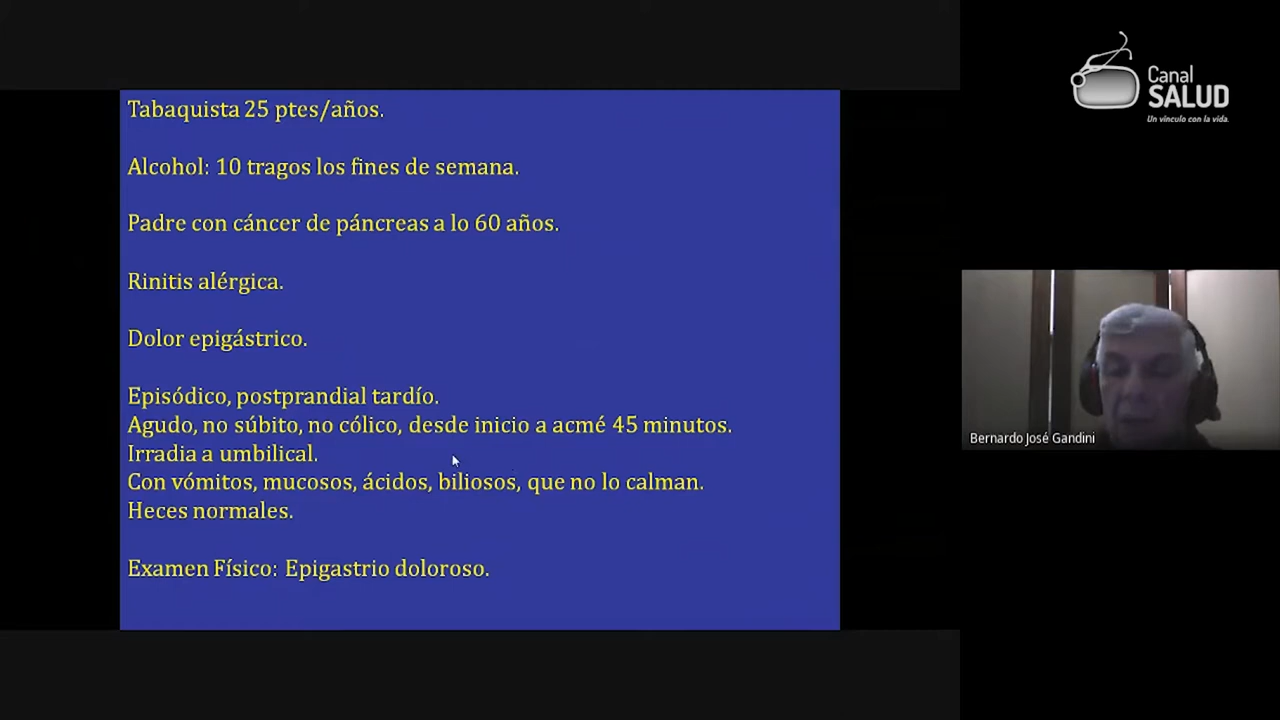 Tabaquista 25 ptes/años.
Alcohol: 10 tragos los fines de semana.
Padre con cáncer de páncreas a lo 60 años.
Rinitis alérgica.
Dolor epigástrico.
Episódico, postprandial tardío.
Agudo, no súbito, no cólico, desde inicio a acmé 45 minutos.
Irradia a umbilical.
Con vómitos, mucosos, ácidos, biliosos, que no lo calman.
Heces normales.
Examen Físico: Epigastrio doloroso.
Canal
SALUD
Un vínculo con la vida.
Bernardo José Gandini